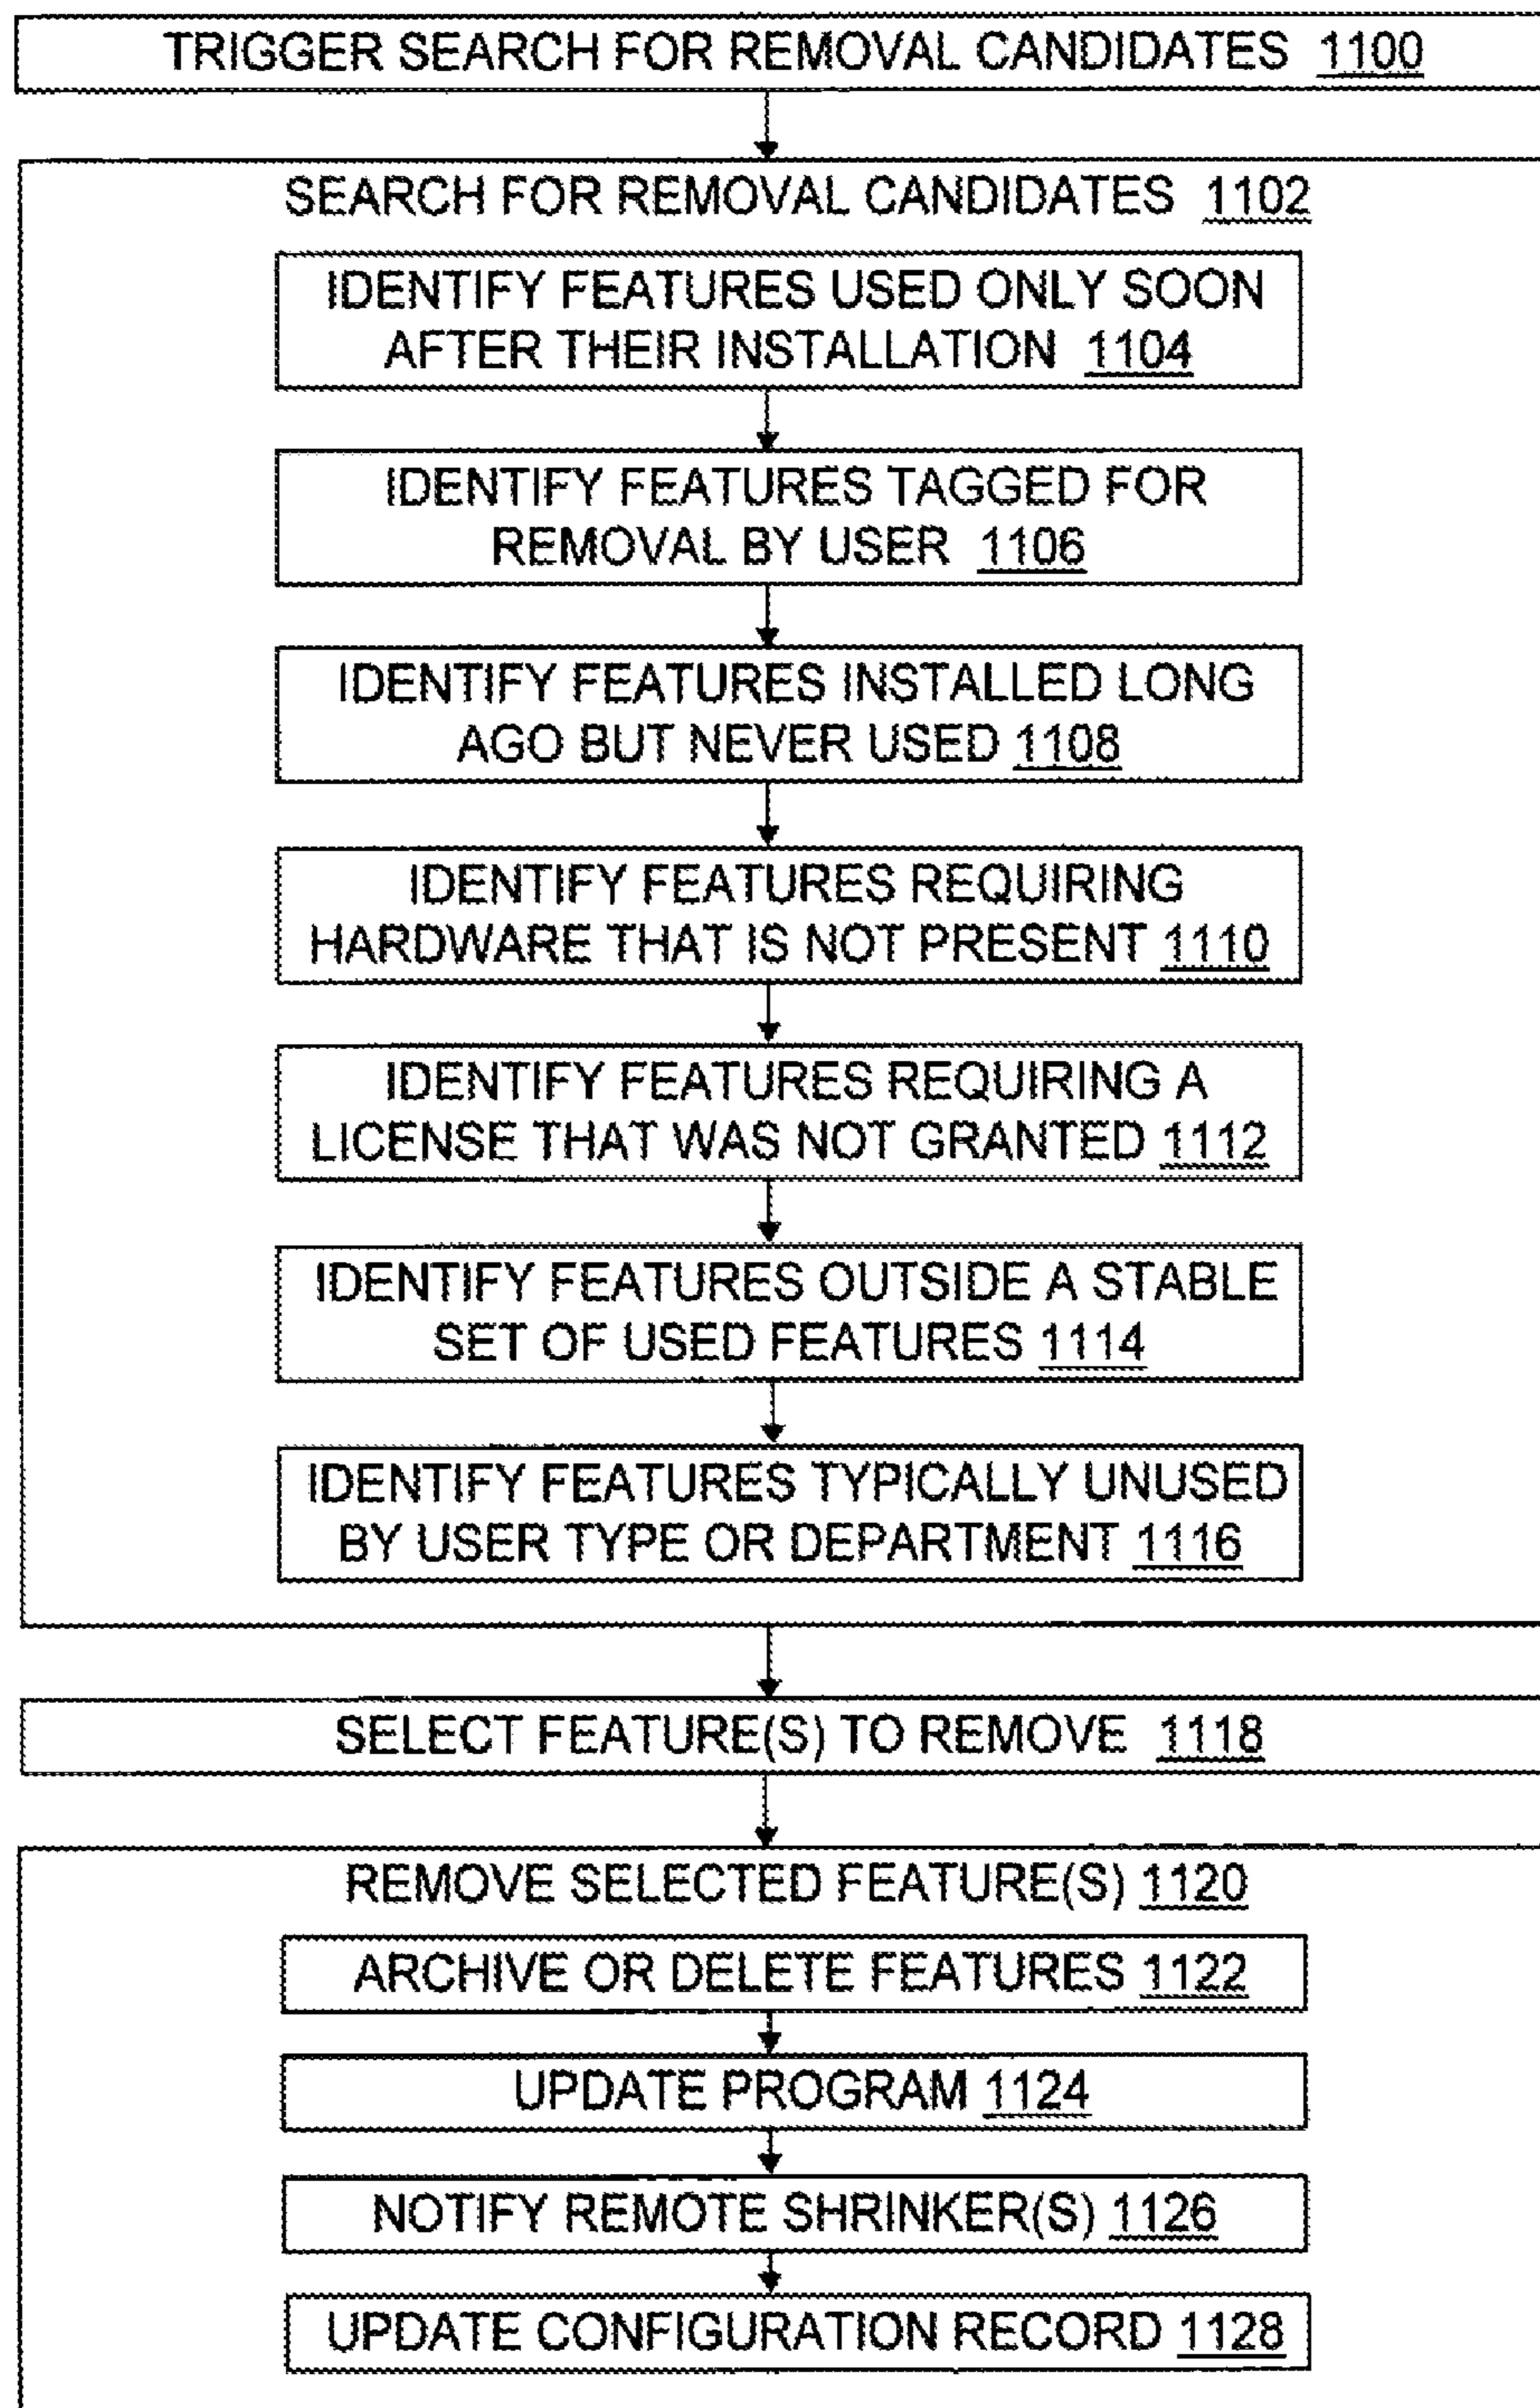 TRIGGER SEARCH FOR REMOVAL CANDIDATES 1100
SEARCH FOR REMOVAL CANDIDATES 1102
IDENTIFY FEATURES USED ONLY SOON
AFTER THEIR INSTALLATION 1104
IDENTIFY FEATURES TAGGED FOR
REMOVAL BY USER 1106
IDENTIFY FEATURES INSTALLED LONG
AGO BUT NEVER USED 1108
IDENTIFY FEATURES REQUIRING
HARDWARE THAT IS NOT PRESENT 1110
IDENTIFY FEATURES REQUIRING A
LICENSE THAT WAS NOT GRANTED 1112
IDENTIFY FEATURES OUTSIDE A STABLE
SET OF USED FEATURES 1114
IDENTIFY FEATURES TYPICALLY UNUSED
BY USER TYPE OR DEPARTMENT 1116
SELECT FEATURE(S) TO REMOVE 1118
REMOVE SELECTED FEATURE(S) 1120
ARCHIVE OR DELETE FEATURES 1122
UPDATE PROGRAM 1124
NOTIFY REMOTE SHRINKER(S) 1126
UPDATE CONFIGURATION RECORD 1128